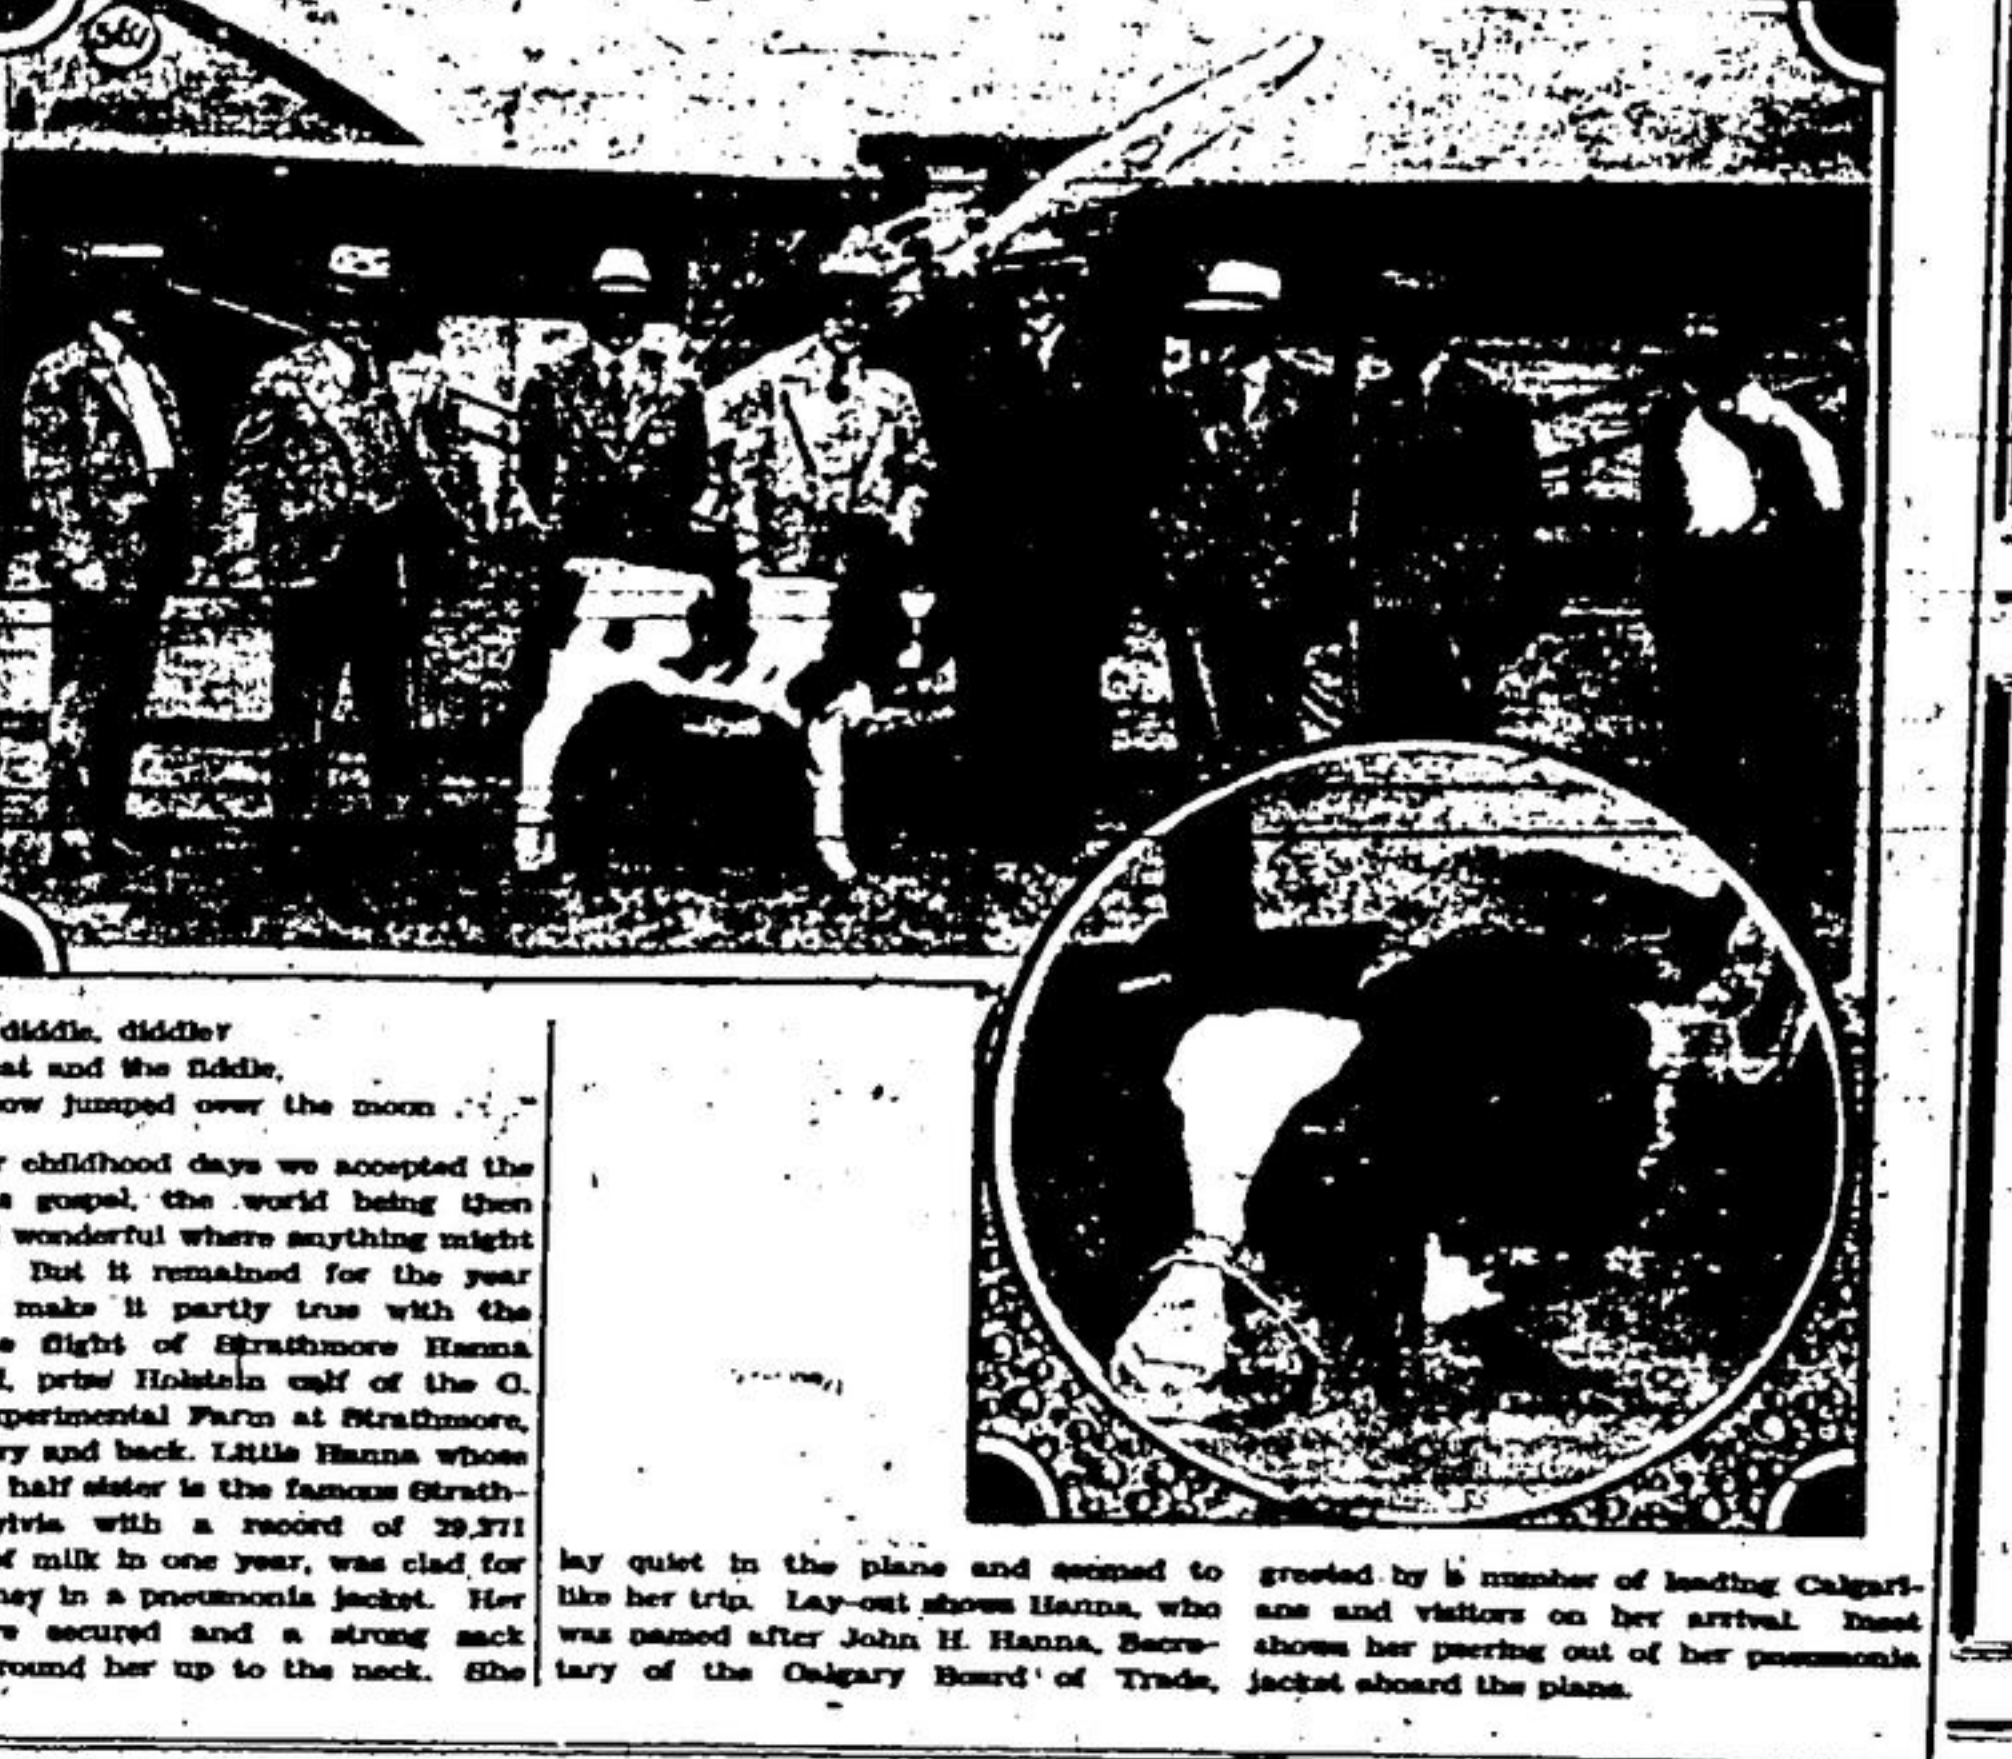 561
diddle, diddle,
at and the fiddle,
ow jumped over the moon
r childhood days we accepted the
s gospel, the world being then
wonderful where anything might
But it remained for the year
make it partly true with the
e flight of Strathmore Hanna
prize Holstein calf of the C.
perimental Farm at Strathmore,
ry and back. Little Hanna whose
half sister is the famous Strath-
ylvia with a record of 29,371
of milk in one year, was clad for
ney in a pneumonia jacket. Her
e secured and a strong sack
round her up to the neck. She
lay quiet in the plane and seemed to
like her trip. Lay-out shows Hanna, who
was named after John H. Hanna, Secre-
tary of the Calgary Board of Trade,
greeted by a number of leading Calgari-
ans and visitors on her arrival. Inset
shows her peering out of her pneumonia
jacket aboard the plane.